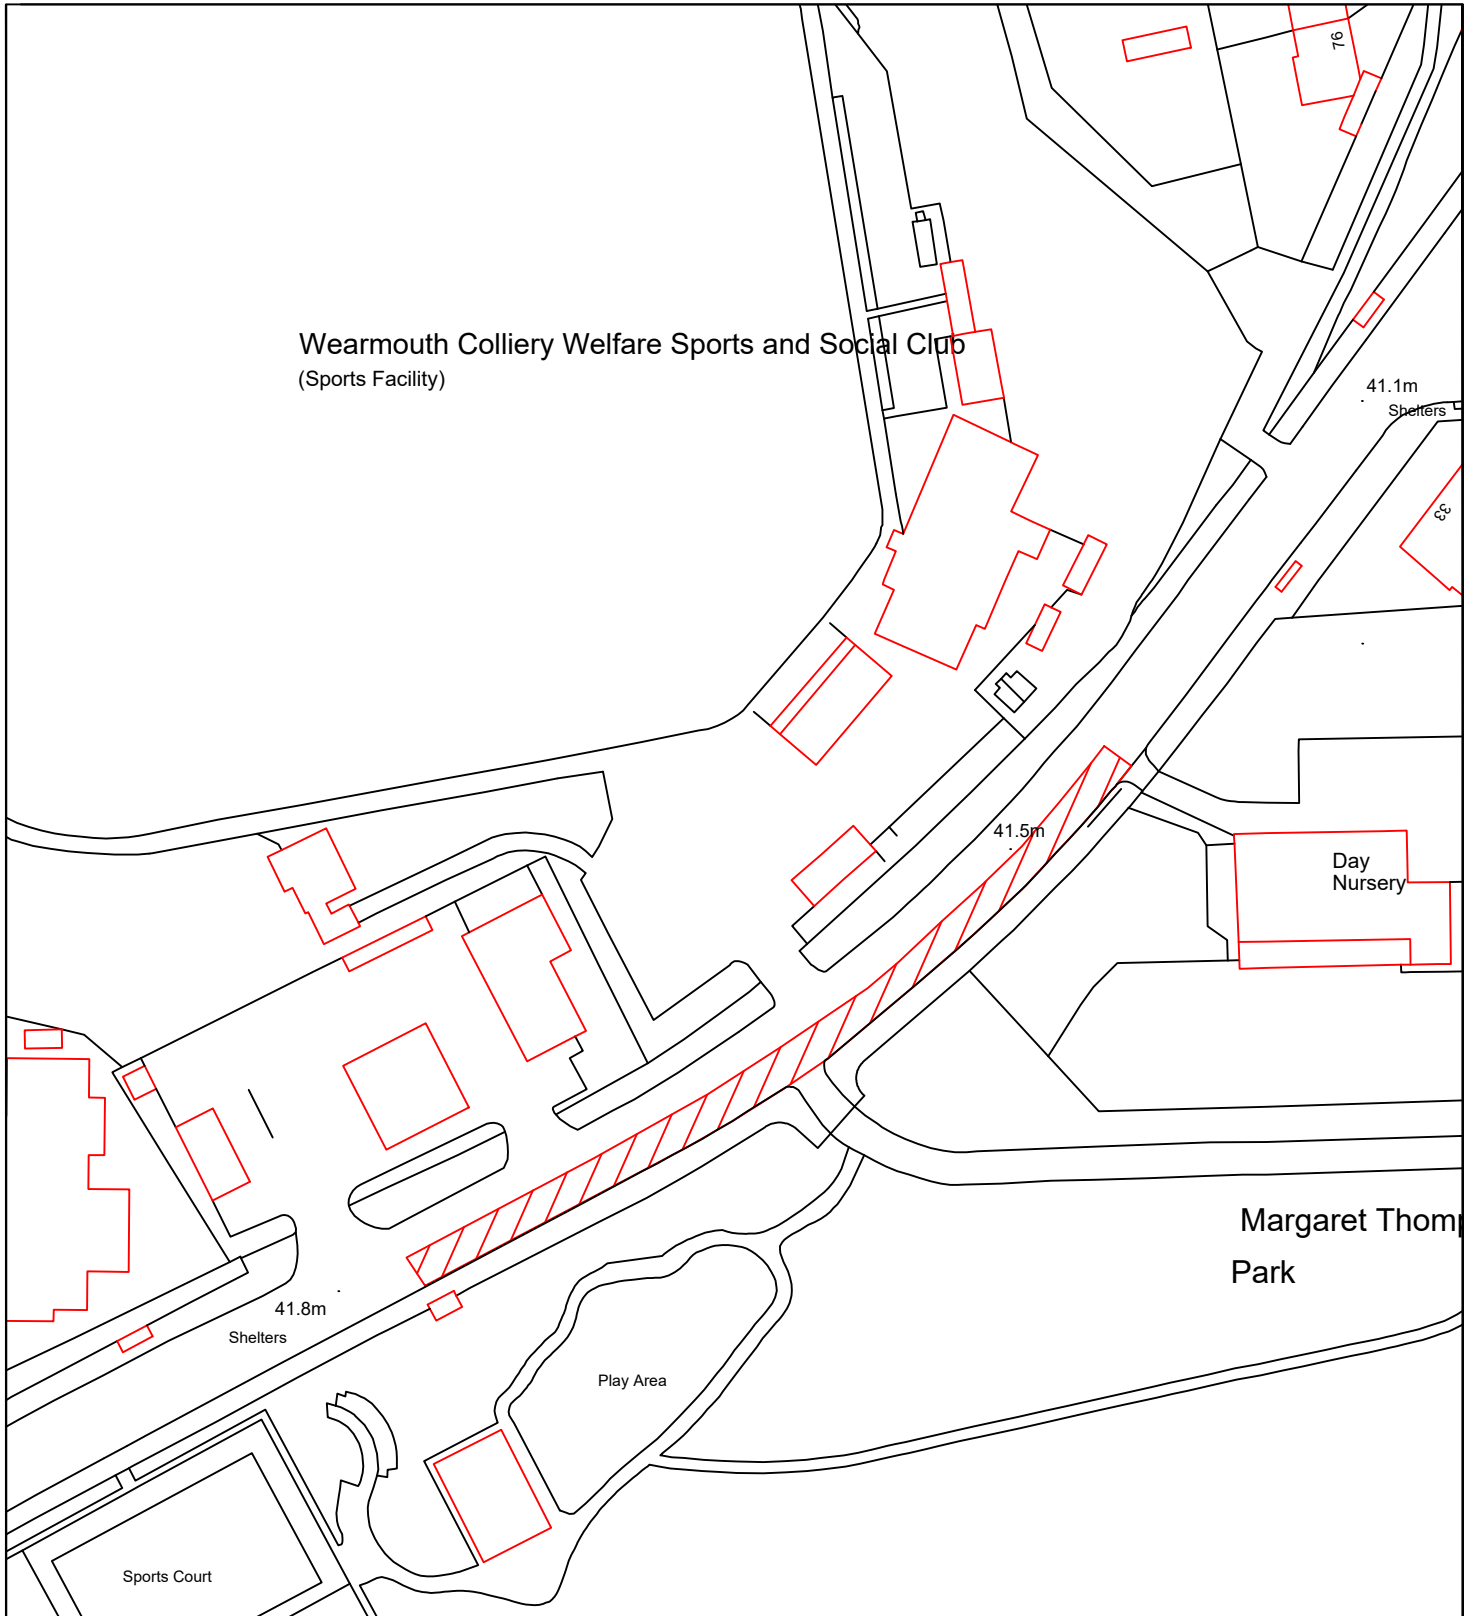 76
Wearmouth Colliery Welfare Sports and Social Club
(Sports Facility)
41.1m
Shelters
33
41.5m
Day
Nursery
Margaret Thomp
Park
41.8m
Shelters
Play Area
Sports Court